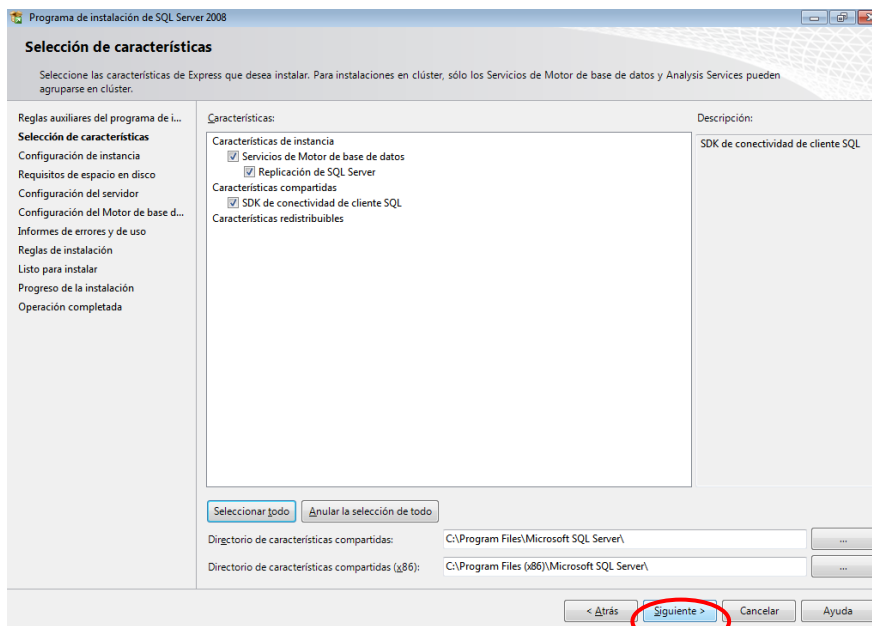 Programa de instalación de SQL Server 2008
Selección de características
Seleccione las características de Express que desea instalar. Para instalaciones en clúster, sólo los Servicios de Motor de base de datos y Analysis Services pueden
agruparse en clúster.
Reglas auxiliares del programa de i...
Selección de características
Configuración de instancia
Requisitos de espacio en disco
Configuración del servidor
Configuración del Motor de base d...
Informes de errores y de uso
Reglas de instalación
Listo para instalar
Progreso de la instalación
Operación completada
Características:
Características de instancia
Servicios de Motor de base de datos
Replicación de SQL Server
Características compartidas
SDK de conectividad de cliente SQL
Características redistribuibles
Descripción:
SDK de conectividad de cliente SQL
Seleccionar todo
Anular la selección de todo
Directorio de características compartidas:
C:\Program Files\Microsoft SQL Server\
...
Directorio de características compartidas (x86):
C:\Program Files (x86)\Microsoft SQL Server\
...
< Atrás
Siguiente >
Cancelar
Ayuda